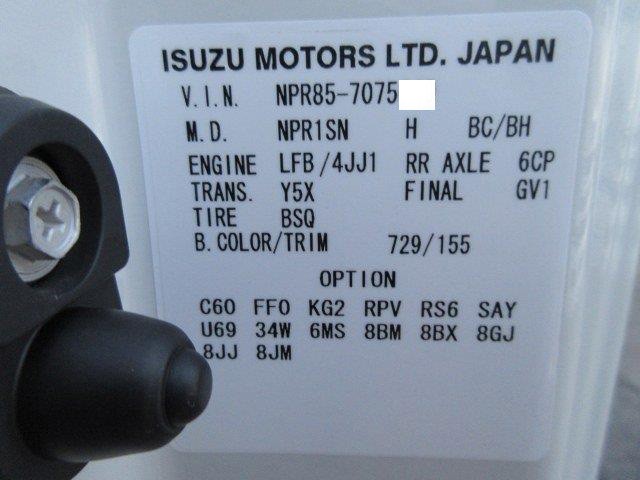 ISUZU MOTORS LTD. JAPAN
V.I.N. NPR85-7075
M.D. NPR1SN H BC/BH
ENGINE LFB/4JJ1 RR AXLE 6CP
TRANS. Y5X FINAL GV1
TIRE BSQ
B.COLOR/TRIM 729/155
OPTION
C60 FF0 KG2 RPV RS6 SAY
U69 34W 6MS 8BM 8BX 8GJ
8JJ 8JM